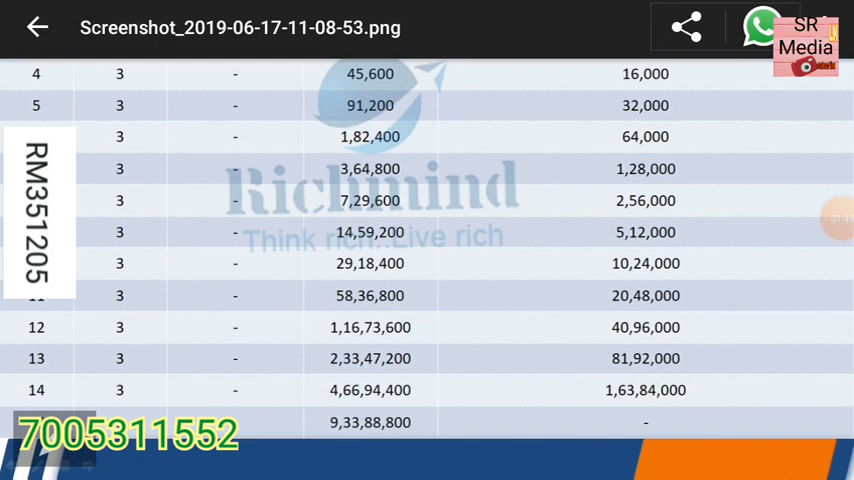 Screenshot_2019-06-17-11-08-53.png
SR
Media
4 3 - 45,600 16,000
5 3 - 91,200 32,000
3 - 1,82,400 64,000
3 - 3,64,800 1,28,000
3 - 7,29,600 2,56,000
3 - 14,59,200 5,12,000
3 - 29,18,400 10,24,000
11 3 - 58,36,800 20,48,000
12 3 - 1,16,73,600 40,96,000
13 3 - 2,33,47,200 81,92,000
14 3 - 4,66,94,400 1,63,84,000
9,33,88,800 -
Richmind
Think rich..Live rich
RM351205
7005311552